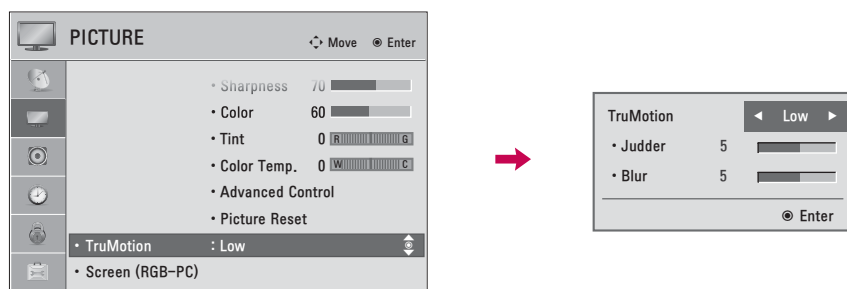 PICTURE
Move Enter
• Sharpness 70
• Color 60
• Tint 0 R G
• Color Temp. 0 W C
• Advanced Control
• Picture Reset
• TruMotion : Low
• Screen (RGB-PC)
TruMotion ◄ Low ►
• Judder 5
• Blur 5
Enter